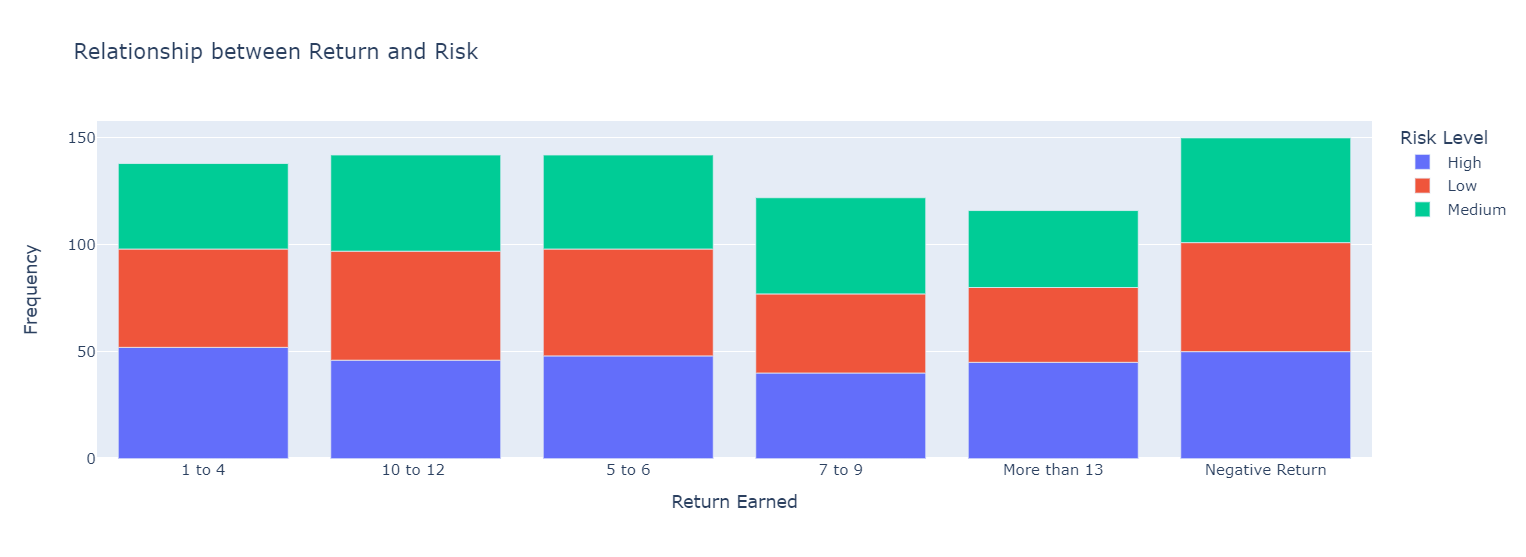 Relationship between Return and Risk
150
100
50
0
Frequency
1 to 4
10 to 12
5 to 6
7 to 9
More than 13
Negative Return
Return Earned
Risk Level
High
Low
Medium